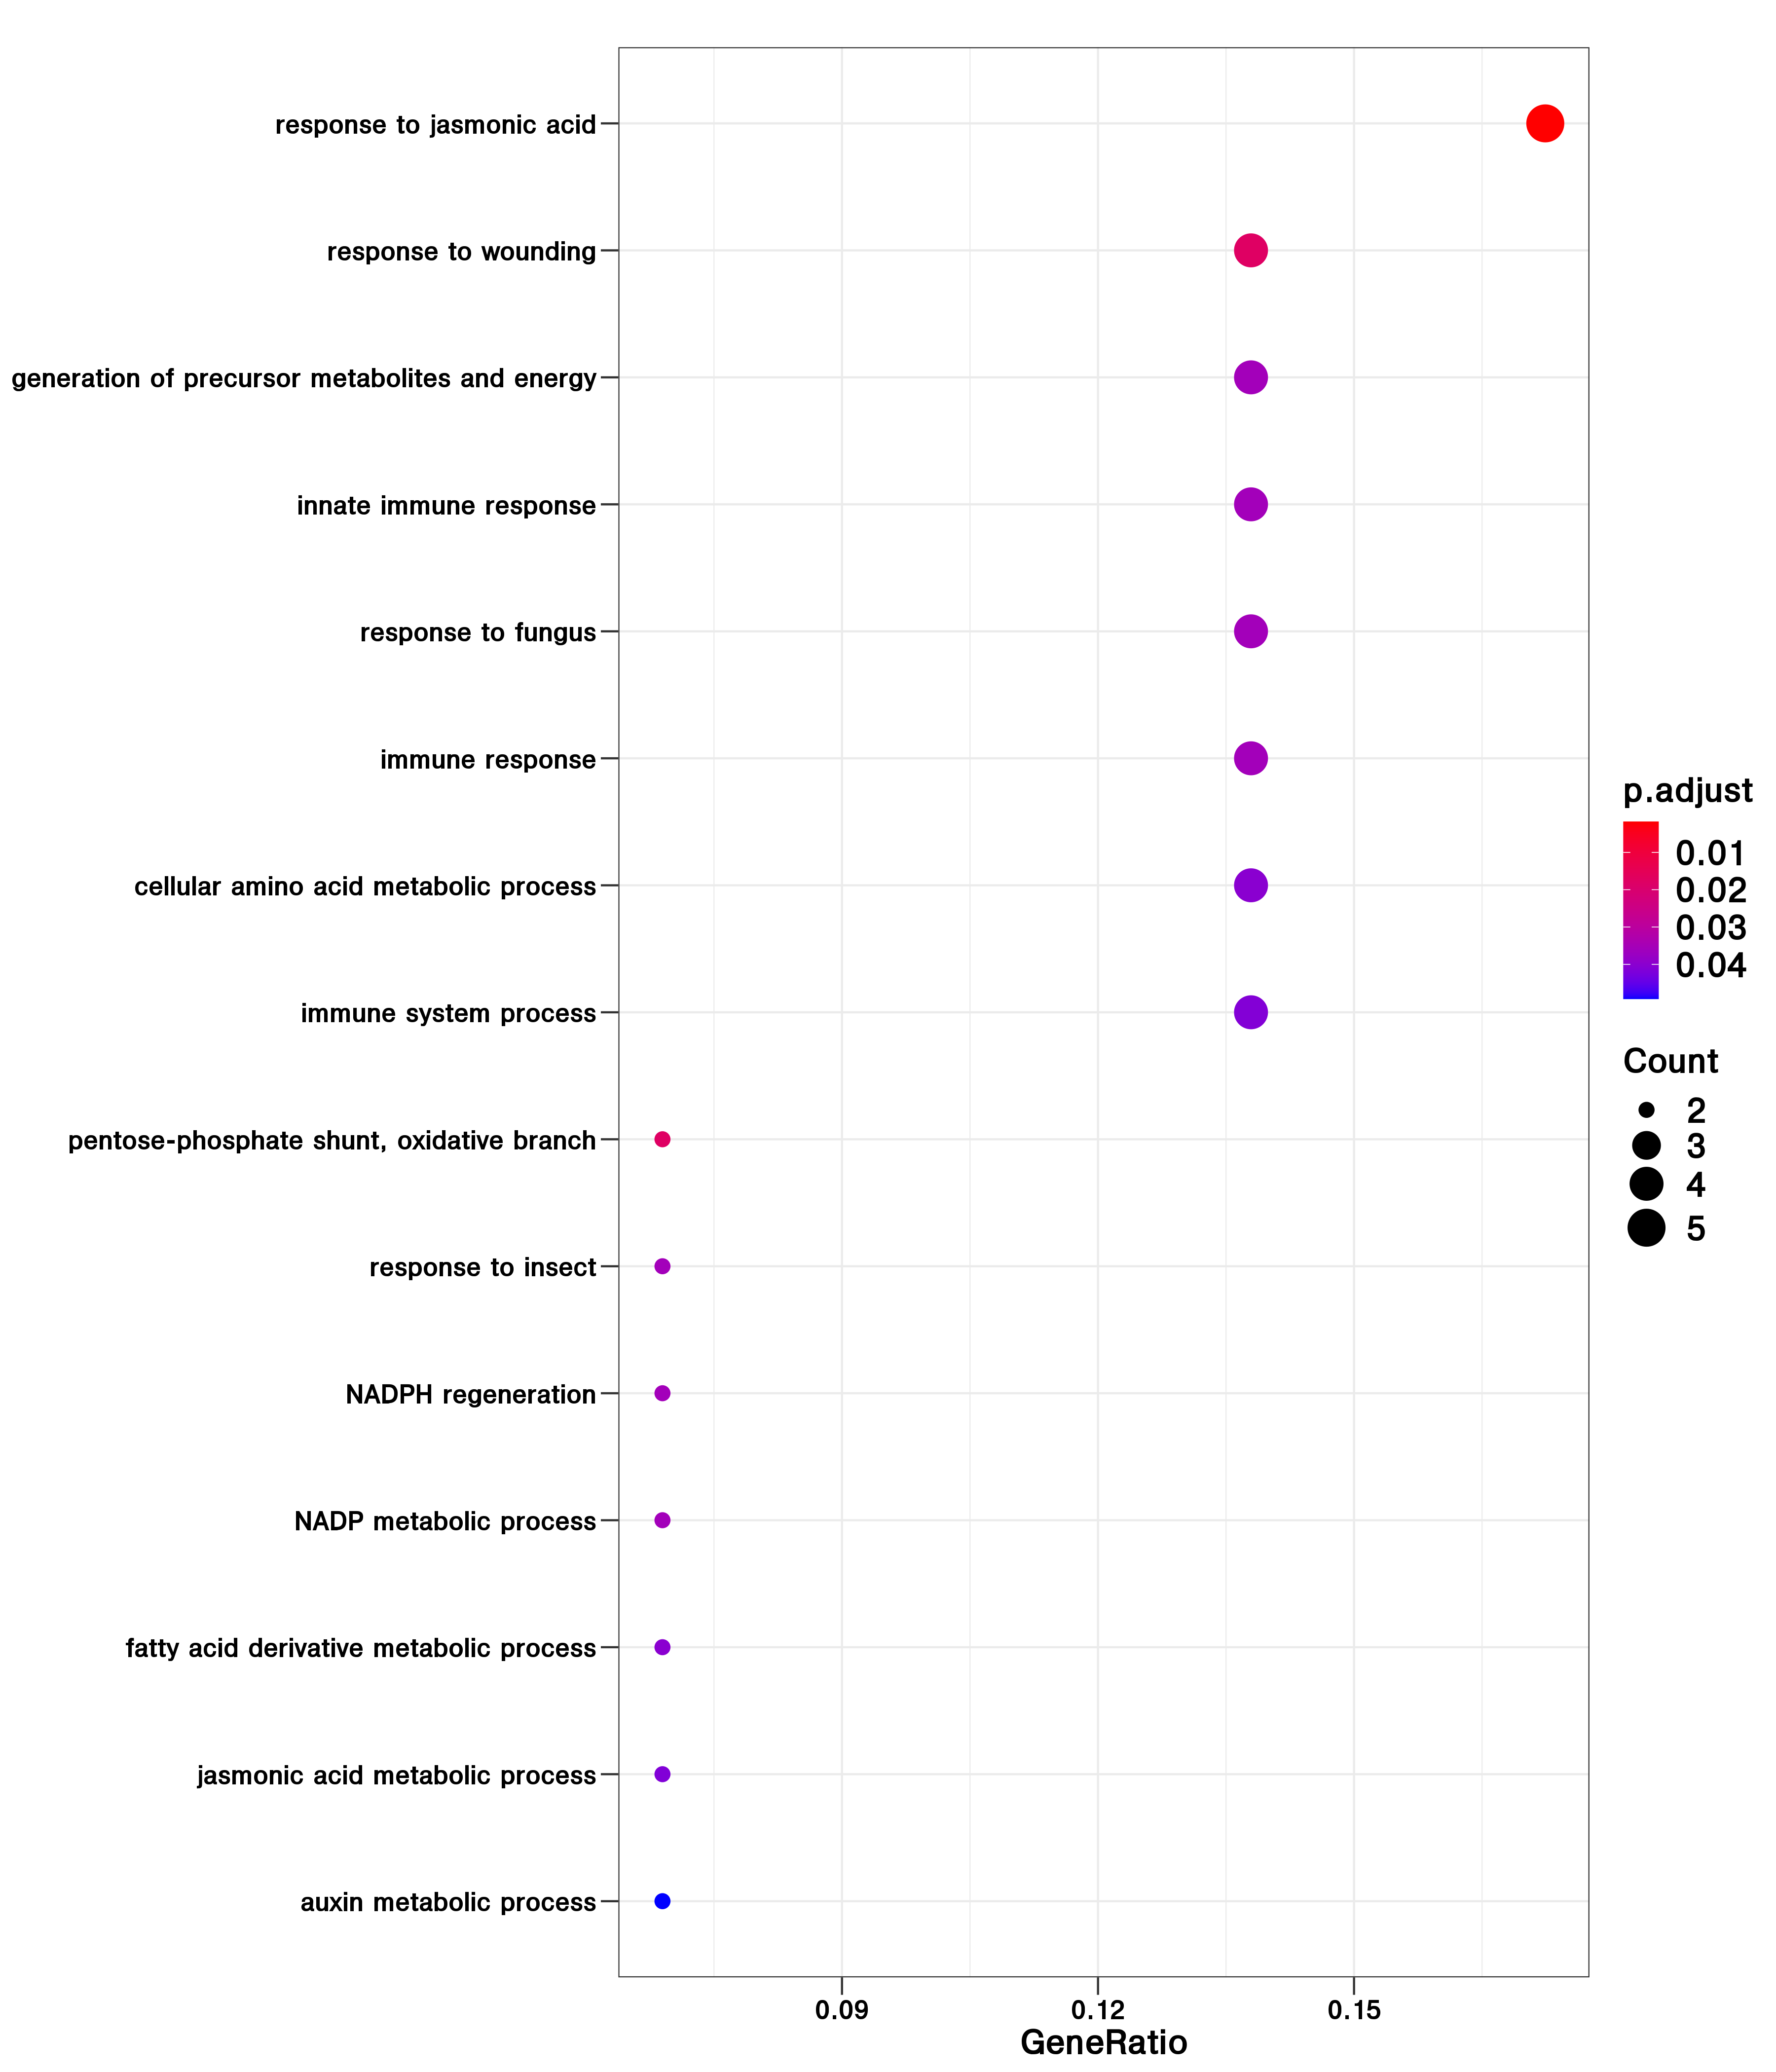 response to jasmonic acid
response to wounding
generation of precursor metabolites and energy
innate immune response
response to fungus
immune response
cellular amino acid metabolic process
immune system process
pentose-phosphate shunt, oxidative branch
response to insect
NADPH regeneration
NADP metabolic process
fatty acid derivative metabolic process
jasmonic acid metabolic process
auxin metabolic process
0.09 0.12 0.15
GeneRatio
p.adjust
0.01
0.02
0.03
0.04
Count
2
3
4
5